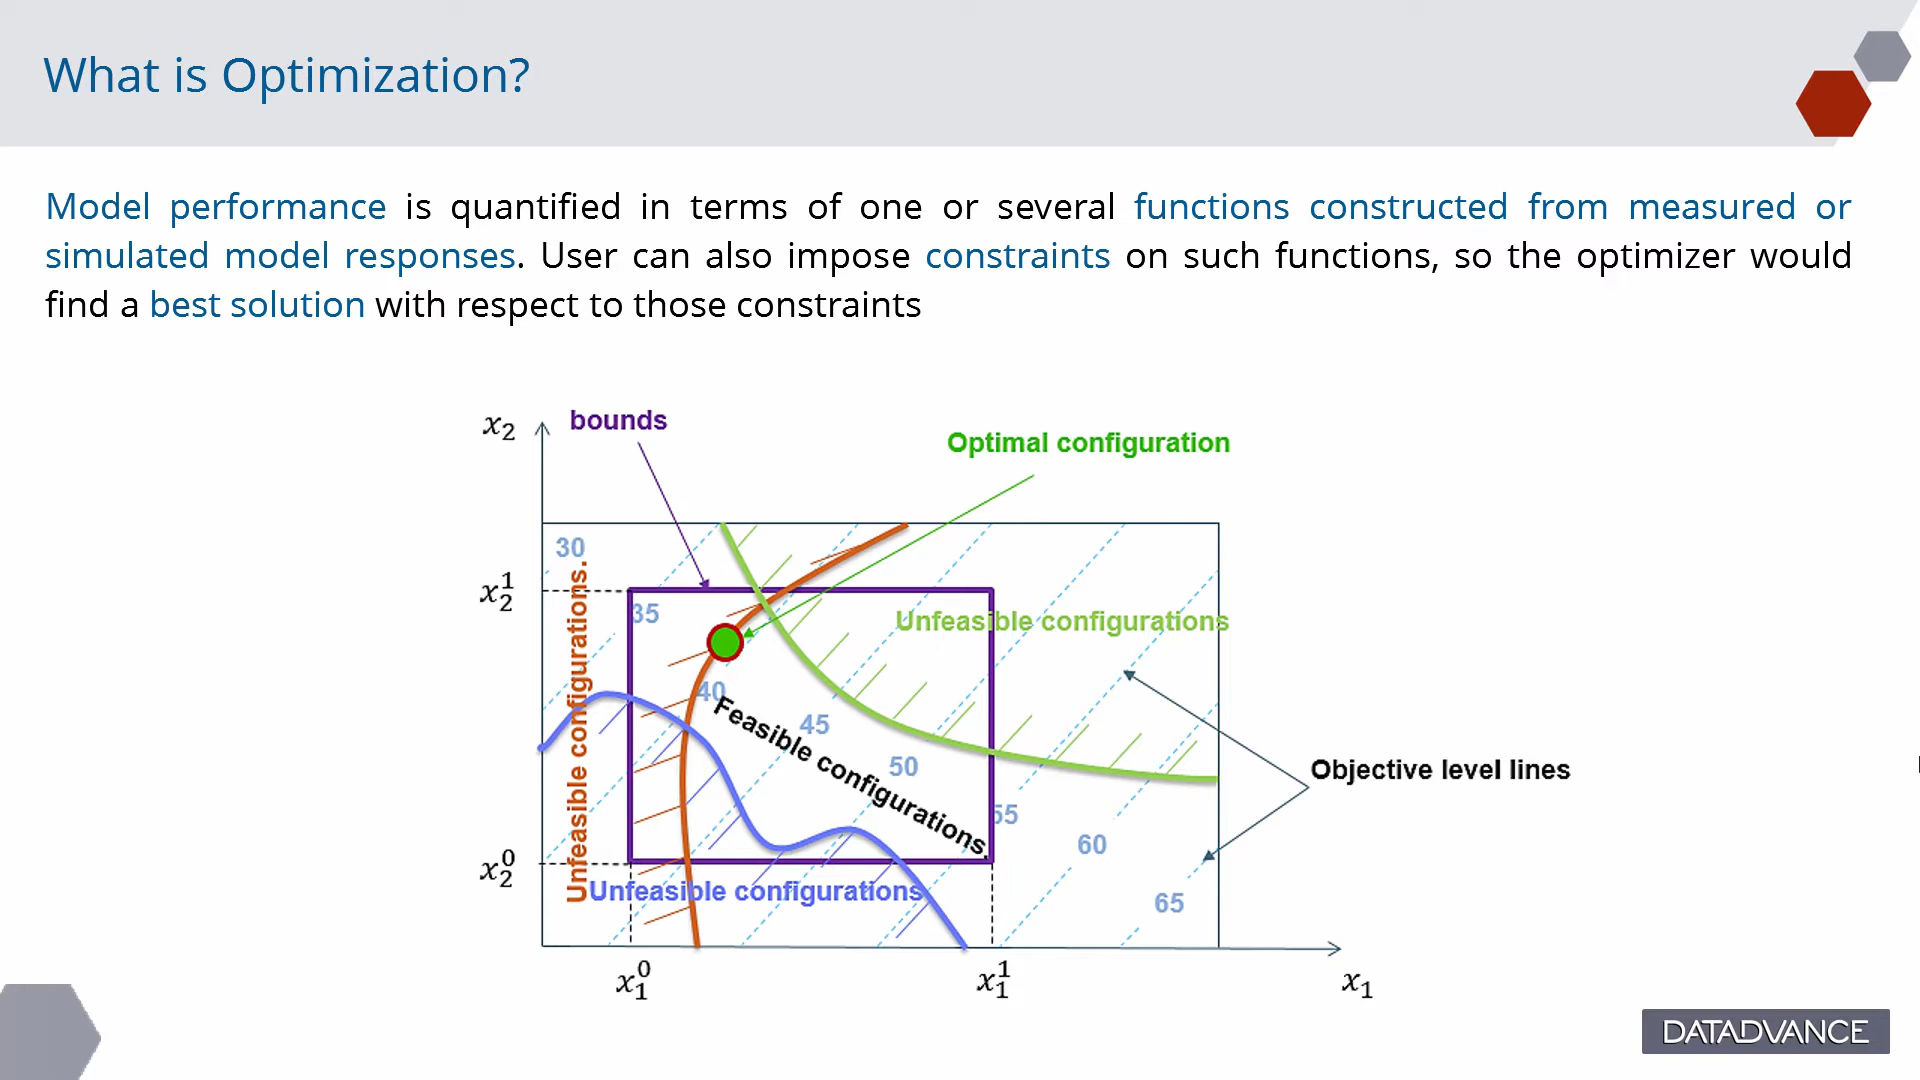 What is Optimization?
Model performance is quantified in terms of one or several functions constructed from measured or
simulated model responses. User can also impose constraints on such functions, so the optimizer would
find a best solution with respect to those constraints
x₂
bounds
Optimal configuration
30
x₂¹
35
Unfeasible configurations
Unfeasible configurations.
40
Feasible configurations.
45
50
Objective level lines
55
60
x₂⁰
Unfeasible configurations
65
x₁⁰
x₁¹
x₁
DATADVANCE